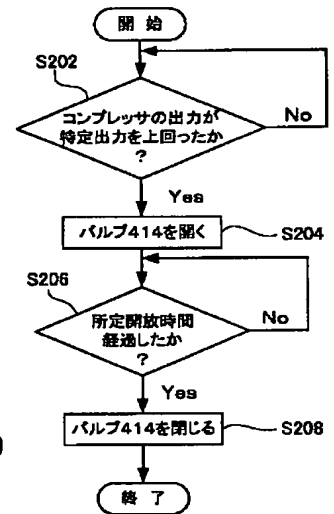 開 始
S202
コンプレッサの出力が
特定出力を上回ったか
?
No
Yes
バルブ414を開く
S204
S206
所定開放時間
経過したか
?
No
Yes
バルブ414を閉じる
S208
終 了